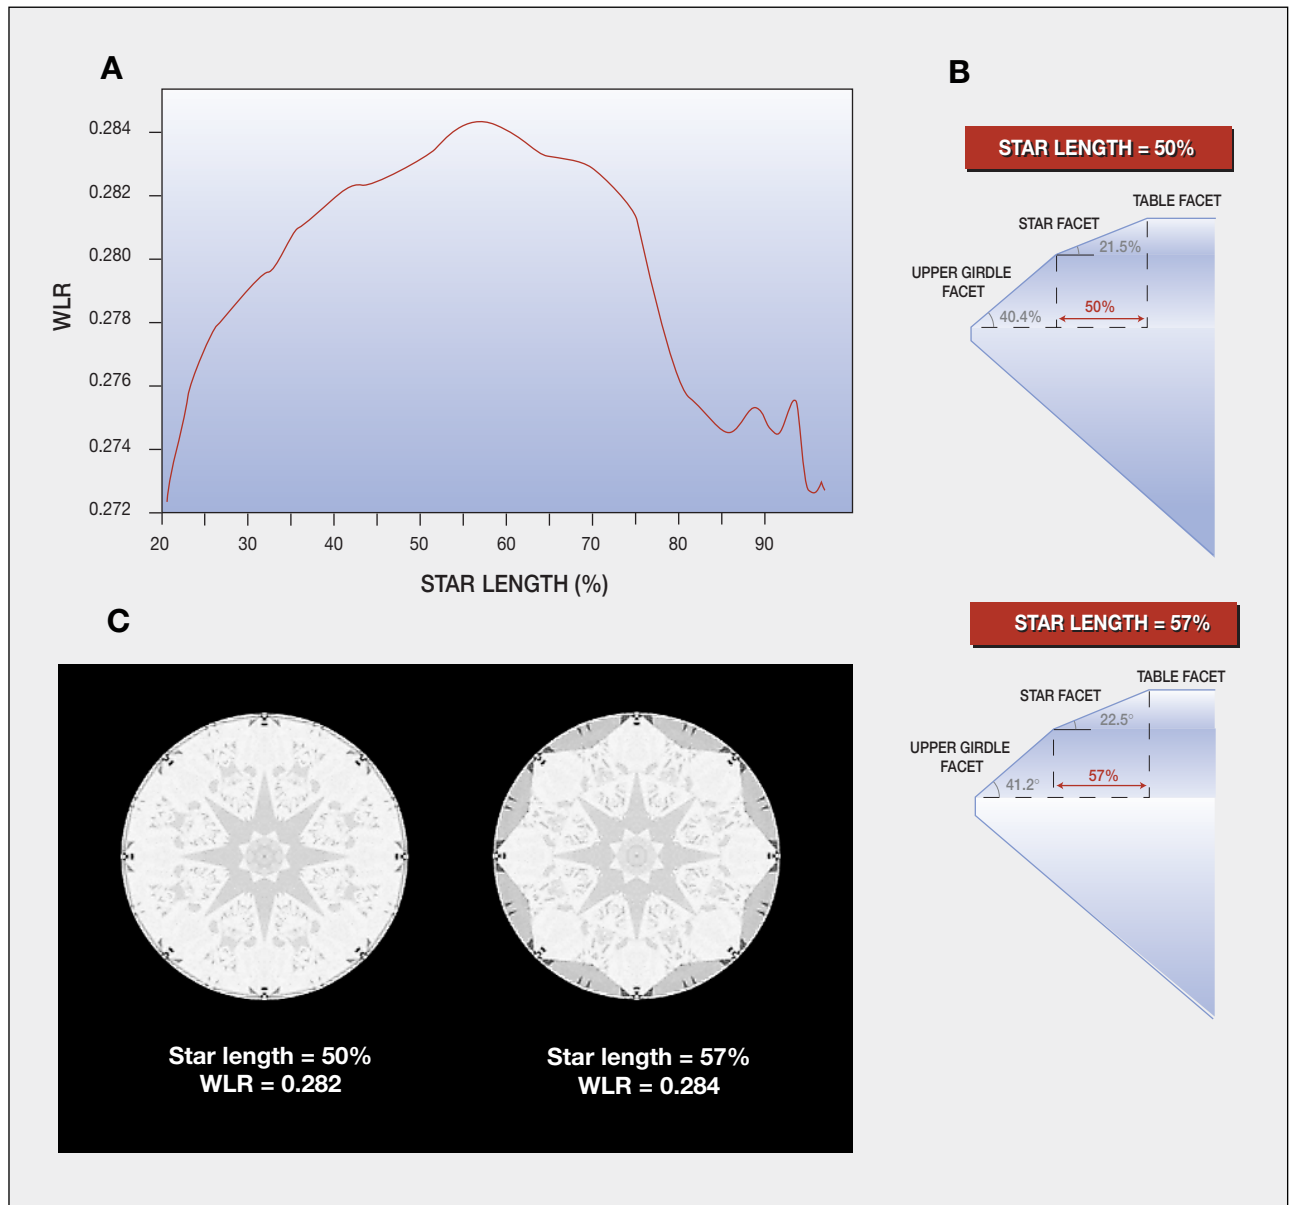 A
0.284
0.282
0.280
0.278
0.276
0.274
0.272
WLR
20 30 40 50 60 70 80 90
STAR LENGTH (%)
B
STAR LENGTH = 50%
TABLE FACET
STAR FACET
21.5%
UPPER GIRDLE
FACET
50%
40.4%
STAR LENGTH = 57%
TABLE FACET
STAR FACET
22.5°
UPPER GIRDLE
FACET
57%
41.2°
C
Star length = 50%
WLR = 0.282
Star length = 57%
WLR = 0.284